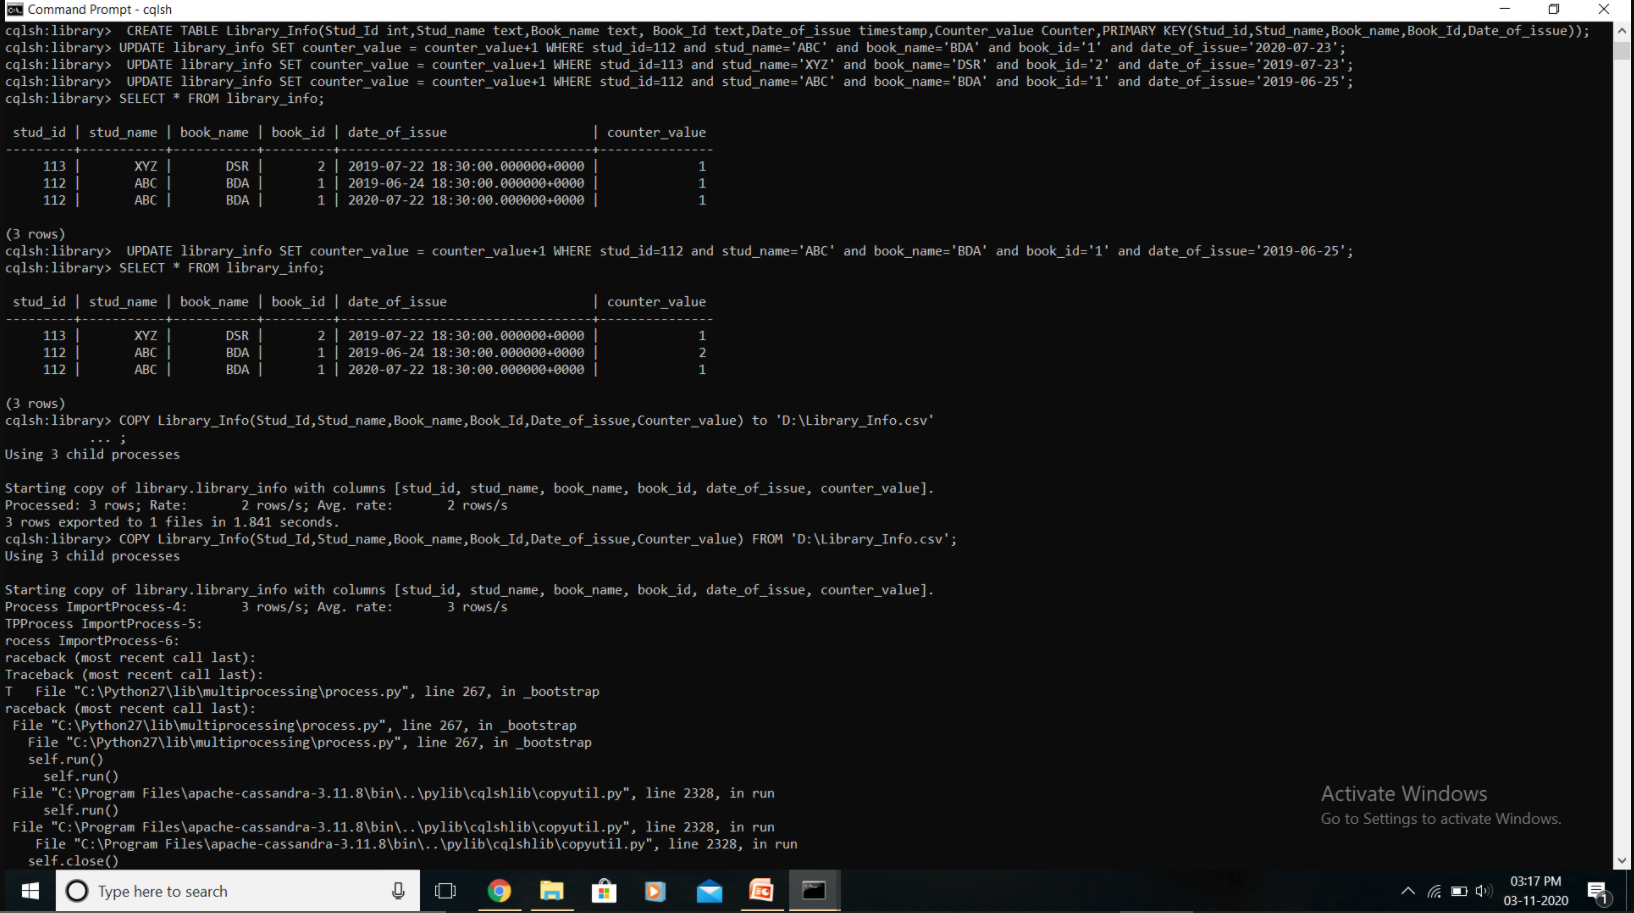 Command Prompt - cqlsh
cqlsh:library>  CREATE TABLE Library_Info(Stud_Id int,Stud_name text,Book_name text, Book_Id text,Date_of_issue timestamp,Counter_value Counter,PRIMARY KEY(Stud_id,Stud_name,Book_name,Book_Id,Date_of_issue));
cqlsh:library> UPDATE library_info SET counter_value = counter_value+1 WHERE stud_id=112 and stud_name='ABC' and book_name='BDA' and book_id='1' and date_of_issue='2020-07-23';
cqlsh:library>  UPDATE library_info SET counter_value = counter_value+1 WHERE stud_id=113 and stud_name='XYZ' and book_name='DSR' and book_id='2' and date_of_issue='2019-07-23';
cqlsh:library>  UPDATE library_info SET counter_value = counter_value+1 WHERE stud_id=112 and stud_name='ABC' and book_name='BDA' and book_id='1' and date_of_issue='2019-06-25';
cqlsh:library> SELECT * FROM library_info;
stud_id | stud_name | book_name | book_id | date_of_issue | counter_value
---------+-----------+-----------+---------+---------------------------------+---------------
113 | XYZ | DSR | 2 | 2019-07-22 18:30:00.000000+0000 | 1
112 | ABC | BDA | 1 | 2019-06-24 18:30:00.000000+0000 | 1
112 | ABC | BDA | 1 | 2020-07-22 18:30:00.000000+0000 | 1
(3 rows)
cqlsh:library>  UPDATE library_info SET counter_value = counter_value+1 WHERE stud_id=112 and stud_name='ABC' and book_name='BDA' and book_id='1' and date_of_issue='2019-06-25';
cqlsh:library> SELECT * FROM library_info;
stud_id | stud_name | book_name | book_id | date_of_issue | counter_value
---------+-----------+-----------+---------+---------------------------------+---------------
113 | XYZ | DSR | 2 | 2019-07-22 18:30:00.000000+0000 | 1
112 | ABC | BDA | 1 | 2019-06-24 18:30:00.000000+0000 | 2
112 | ABC | BDA | 1 | 2020-07-22 18:30:00.000000+0000 | 1
(3 rows)
cqlsh:library> COPY Library_Info(Stud_Id,Stud_name,Book_name,Book_Id,Date_of_issue,Counter_value) to 'D:\Library_Info.csv'
... ;
Using 3 child processes
Starting copy of library.library_info with columns [stud_id, stud_name, book_name, book_id, date_of_issue, counter_value].
Processed: 3 rows; Rate:       2 rows/s; Avg. rate:       2 rows/s
3 rows exported to 1 files in 1.841 seconds.
cqlsh:library> COPY Library_Info(Stud_Id,Stud_name,Book_name,Book_Id,Date_of_issue,Counter_value) FROM 'D:\Library_Info.csv';
Using 3 child processes
Starting copy of library.library_info with columns [stud_id, stud_name, book_name, book_id, date_of_issue, counter_value].
Process ImportProcess-4:       3 rows/s; Avg. rate:       3 rows/s
TPProcess ImportProcess-5:
rocess ImportProcess-6:
raceback (most recent call last):
Traceback (most recent call last):
T   File "C:\Python27\lib\multiprocessing\process.py", line 267, in _bootstrap
raceback (most recent call last):
File "C:\Python27\lib\multiprocessing\process.py", line 267, in _bootstrap
File "C:\Python27\lib\multiprocessing\process.py", line 267, in _bootstrap
self.run()
self.run()
File "C:\Program Files\apache-cassandra-3.11.8\bin\..\pylib\cqlshlib\copyutil.py", line 2328, in run
self.run()
File "C:\Program Files\apache-cassandra-3.11.8\bin\..\pylib\cqlshlib\copyutil.py", line 2328, in run
File "C:\Program Files\apache-cassandra-3.11.8\bin\..\pylib\cqlshlib\copyutil.py", line 2328, in run
self.close()
Activate Windows
Go to Settings to activate Windows.
Type here to search
03:17 PM
03-11-2020
1